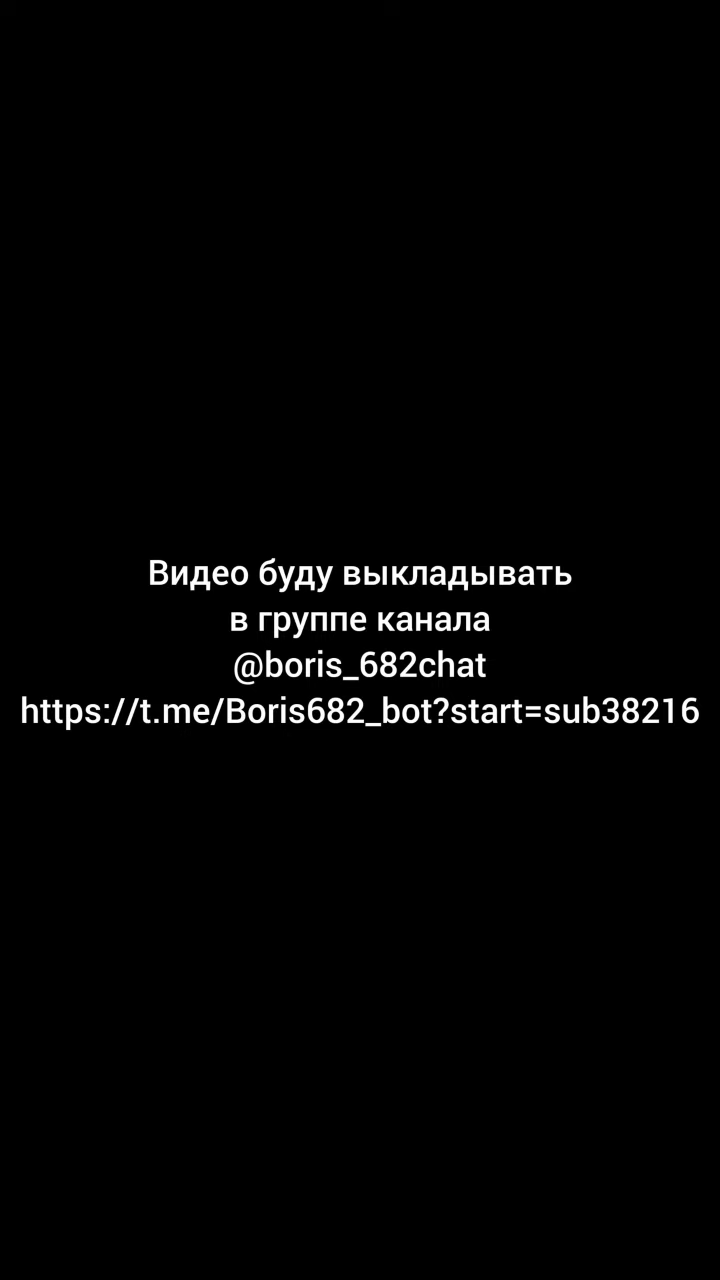 Видео буду выкладывать
в группе канала
@boris_682chat
https://t.me/Boris682_bot?start=sub38216